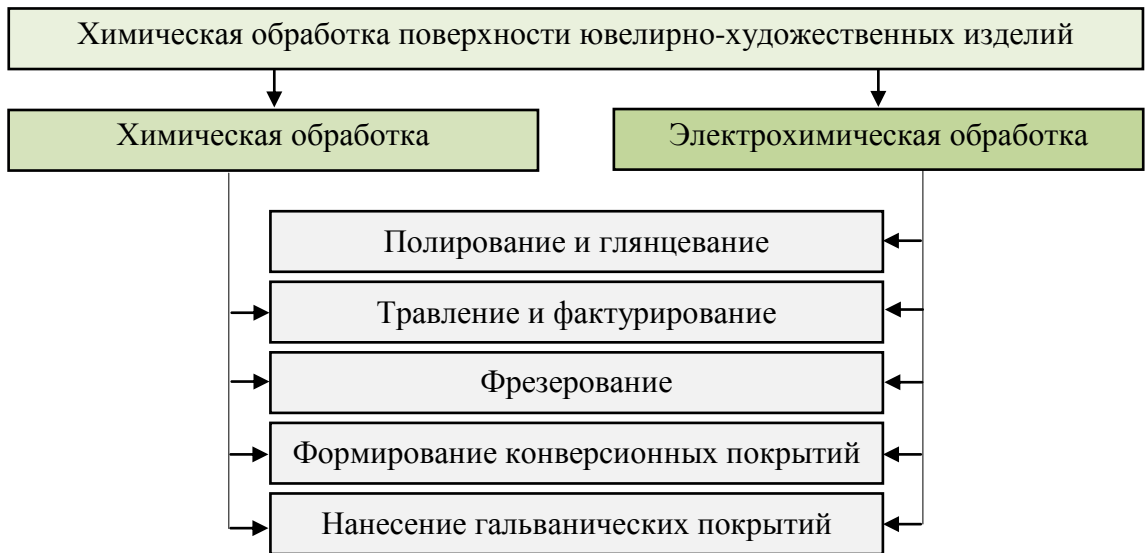 Химическая обработка поверхности ювелирно-художественных изделий
Химическая обработка
Электрохимическая обработка
Полирование и глянцевание
Травление и фактурирование
Фрезерование
Формирование конверсионных покрытий
Нанесение гальванических покрытий